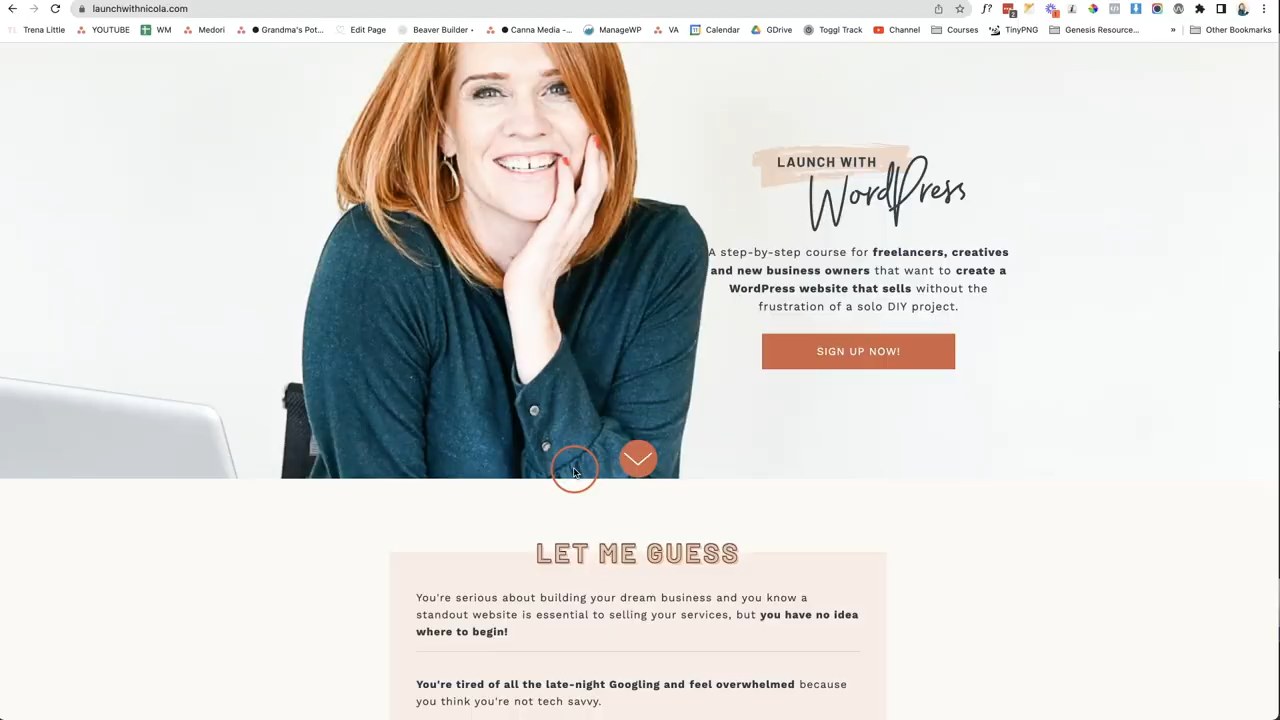 launchwithnicola.com
Trena Little YOUTUBE WM Medori Grandma's Pot... Edit Page Beaver Builder • Canna Media -... ManageWP VA Calendar GDrive Toggl Track Channel Courses TinyPNG Genesis Resource... » Other Bookmarks
LAUNCH WITH
WordPress
A step-by-step course for freelancers, creatives
and new business owners that want to create a
WordPress website that sells without the
frustration of a solo DIY project.
SIGN UP NOW!
LET ME GUESS
You're serious about building your dream business and you know a
standout website is essential to selling your services, but you have no idea
where to begin!
You're tired of all the late-night Googling and feel overwhelmed because
you think you're not tech savvy.